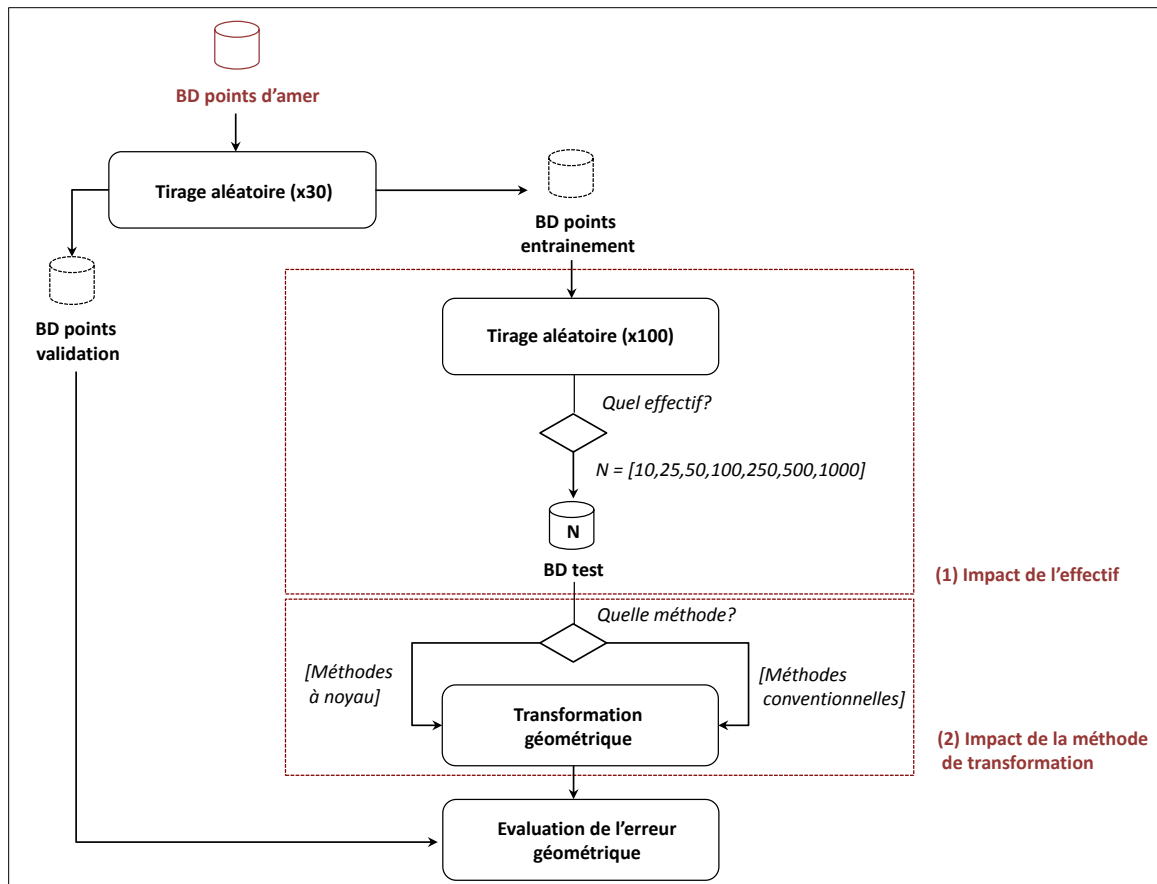 BD points d'amer
Tirage aléatoire (x30)
BD points
entrainement
BD points
validation
Tirage aléatoire (x100)
Quel effectif?
N = [10,25,50,100,250,500,1000]
N
BD test
(1) Impact de l'effectif
Quelle méthode?
[Méthodes
à noyau]
[Méthodes
conventionnelles]
Transformation
géométrique
(2) Impact de la méthode
de transformation
Evaluation de l'erreur
géométrique